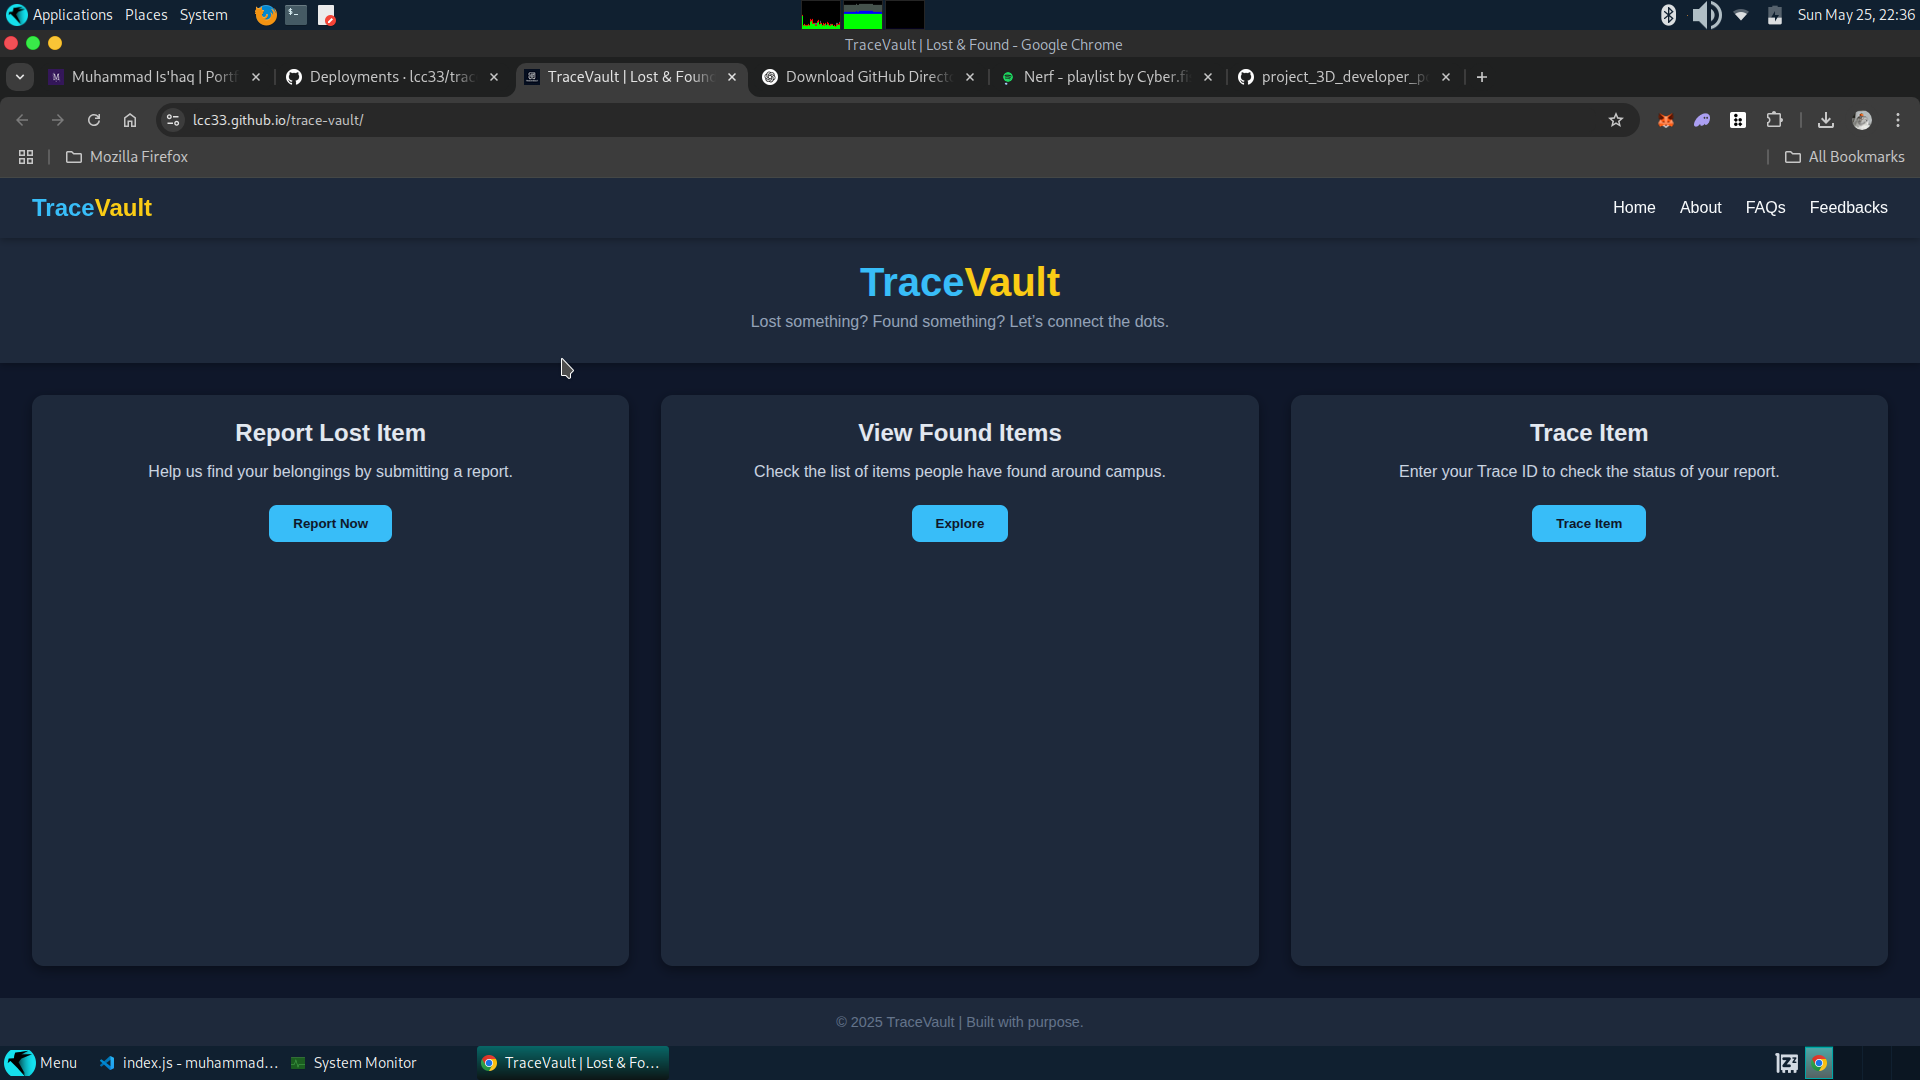 Applications Places System
Sun May 25, 22:36
TraceVault | Lost & Found - Google Chrome
Muhammad Is'haq | Portf
Deployments · lcc33/trac
TraceVault | Lost & Foun
Download GitHub Direct
Nerf - playlist by Cyber.fi
project_3D_developer_p
lcc33.github.io/trace-vault/
Mozilla Firefox
All Bookmarks
TraceVault
Home About FAQs Feedbacks
TraceVault
Lost something? Found something? Let's connect the dots.
Report Lost Item
Help us find your belongings by submitting a report.
Report Now
View Found Items
Check the list of items people have found around campus.
Explore
Trace Item
Enter your Trace ID to check the status of your report.
Trace Item
© 2025 TraceVault | Built with purpose.
Menu
index.js - muhammad...
System Monitor
TraceVault | Lost & Fo...